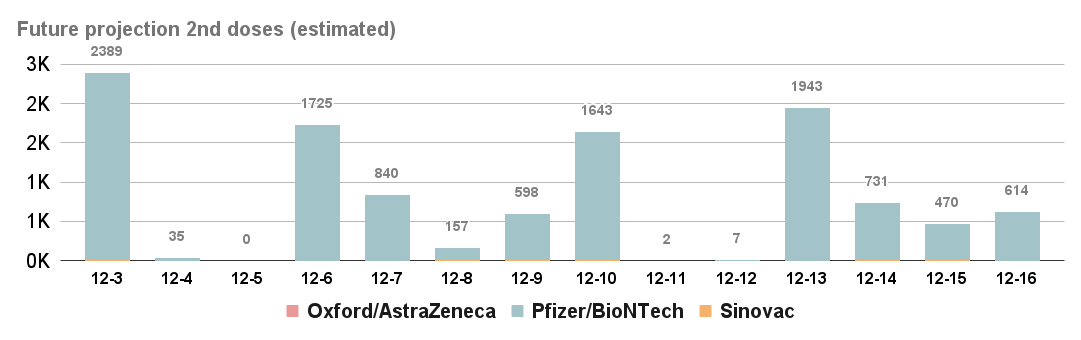 Future projection 2nd doses (estimated)
3K
2K
2K
1K
1K
0K
2389
35
0
1725
840
157
598
1643
2
7
1943
731
470
614
12-3 12-4 12-5 12-6 12-7 12-8 12-9 12-10 12-11 12-12 12-13 12-14 12-15 12-16
Oxford/AstraZeneca Pfizer/BioNTech Sinovac